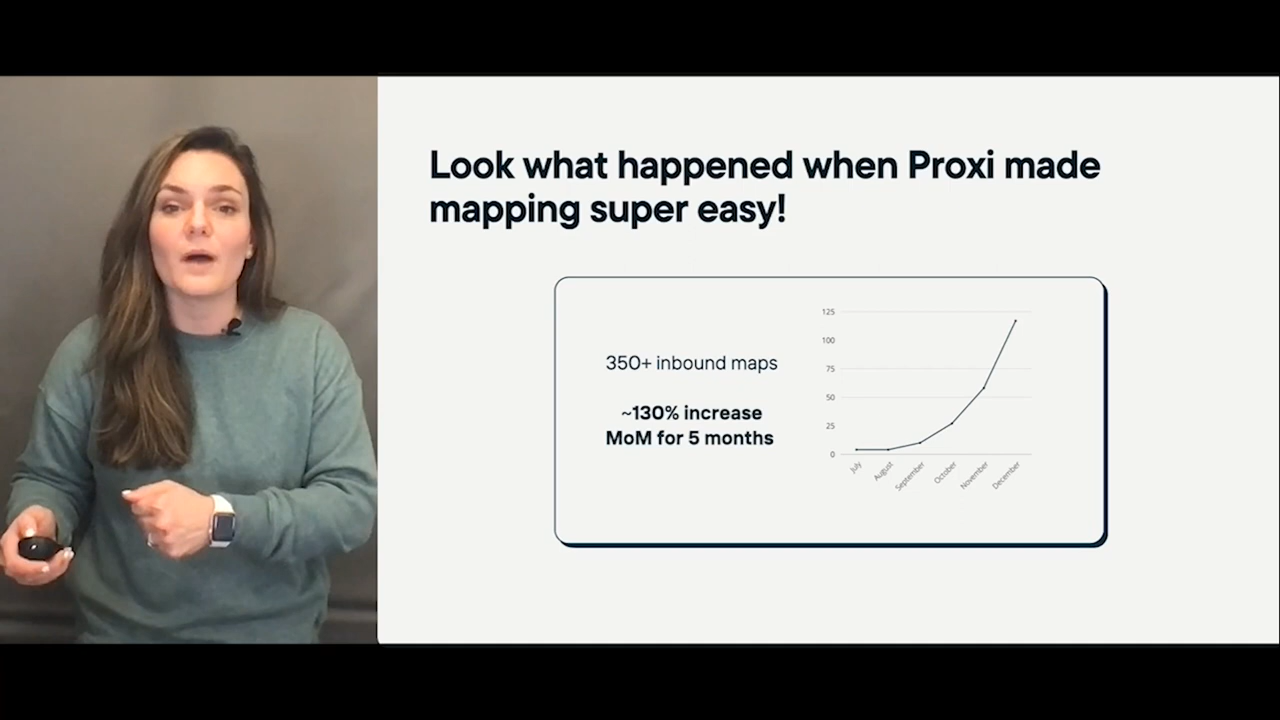 Look what happened when Proxi made
mapping super easy!
350+ inbound maps
~130% increase
MoM for 5 months
125
100
75
50
25
0
July
August
September
October
November
December